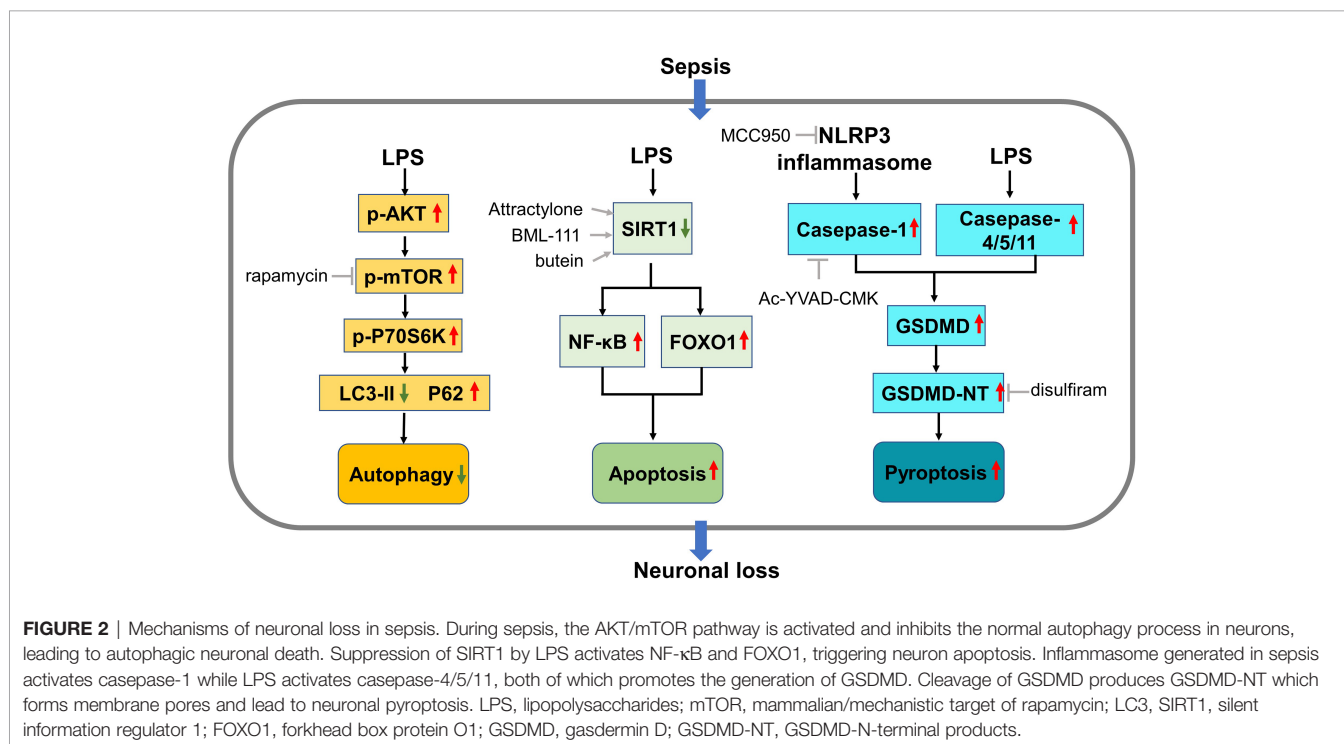 Sepsis
LPS
p-AKT
rapamycin
p-mTOR
p-P70S6K
LC3-II P62
Autophagy
LPS
Attractylone
BML-111
butein
SIRT1
NF-κB
FOXO1
Apoptosis
MCC950
NLRP3
inflammasome
LPS
Casepase-1
Casepase-
4/5/11
Ac-YVAD-CMK
GSDMD
GSDMD-NT
disulfiram
Pyroptosis
Neuronal loss
FIGURE 2 | Mechanisms of neuronal loss in sepsis. During sepsis, the AKT/mTOR pathway is activated and inhibits the normal autophagy process in neurons,
leading to autophagic neuronal death. Suppression of SIRT1 by LPS activates NF-κB and FOXO1, triggering neuron apoptosis. Inflammasome generated in sepsis
activates casepase-1 while LPS activates casepase-4/5/11, both of which promotes the generation of GSDMD. Cleavage of GSDMD produces GSDMD-NT which
forms membrane pores and lead to neuronal pyroptosis. LPS, lipopolysaccharides; mTOR, mammalian/mechanistic target of rapamycin; LC3, SIRT1, silent
information regulator 1; FOXO1, forkhead box protein O1; GSDMD, gasdermin D; GSDMD-NT, GSDMD-N-terminal products.